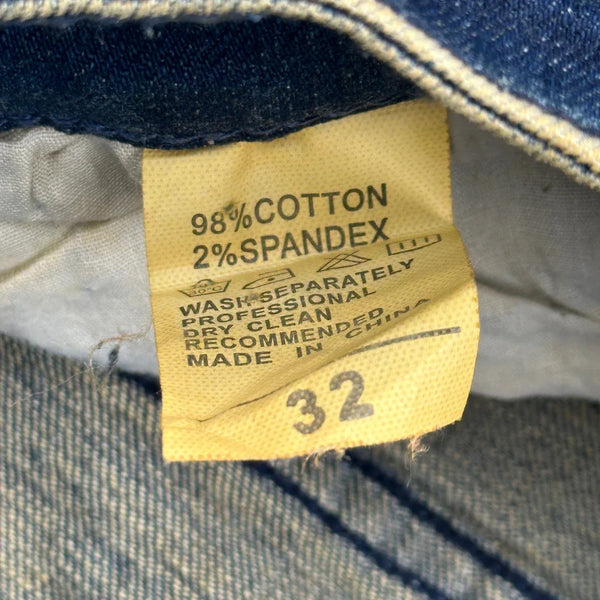 98%COTTON
2%SPANDEX
WASH SEPARATELY
PROFESSIONAL
DRY CLEAN
RECOMMENDED
MADE IN CHINA
32